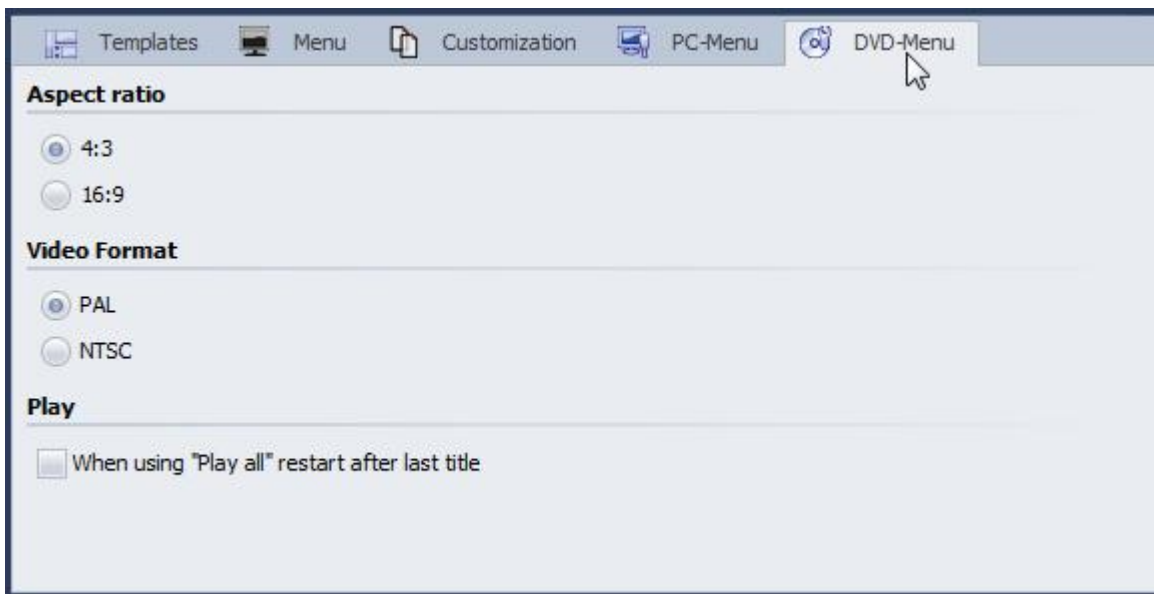 Templates Menu Customization PC-Menu DVD-Menu
Aspect ratio
4:3
16:9
Video Format
PAL
NTSC
Play
When using "Play all" restart after last title